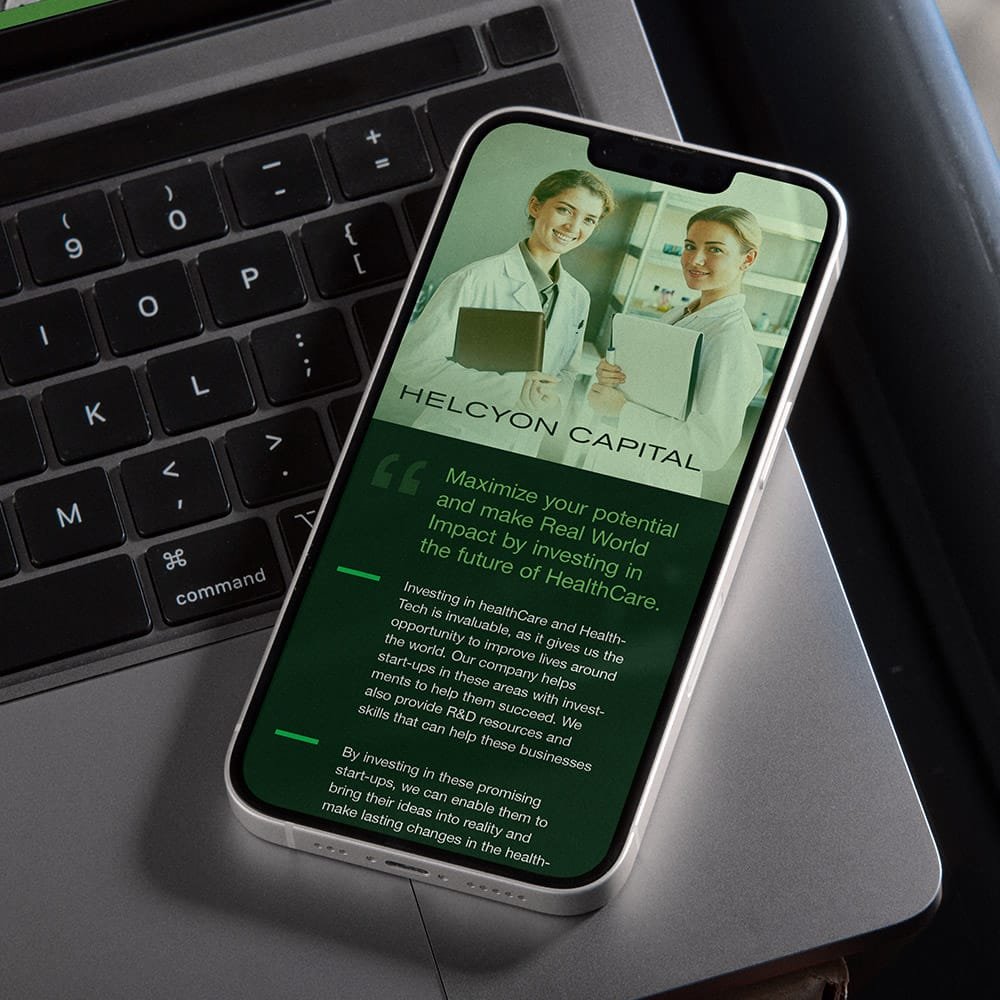 ( 9
) 0
_ -
+ =
I
O
P
{ [
K
L
: ;
M
< ,
> .
⌘
command
⌥
HELCYON CAPITAL
“
Maximize your potential
and make Real World
Impact by investing in
the future of HealthCare.
Investing in healthCare and Health-
Tech is invaluable, as it gives us the
opportunity to improve lives around
the world. Our company helps
start-ups in these areas with invest-
ments to help them succeed. We
also provide R&D resources and
skills that can help these businesses
By investing in these promising
start-ups, we can enable them to
bring their ideas into reality and
make lasting changes in the health-